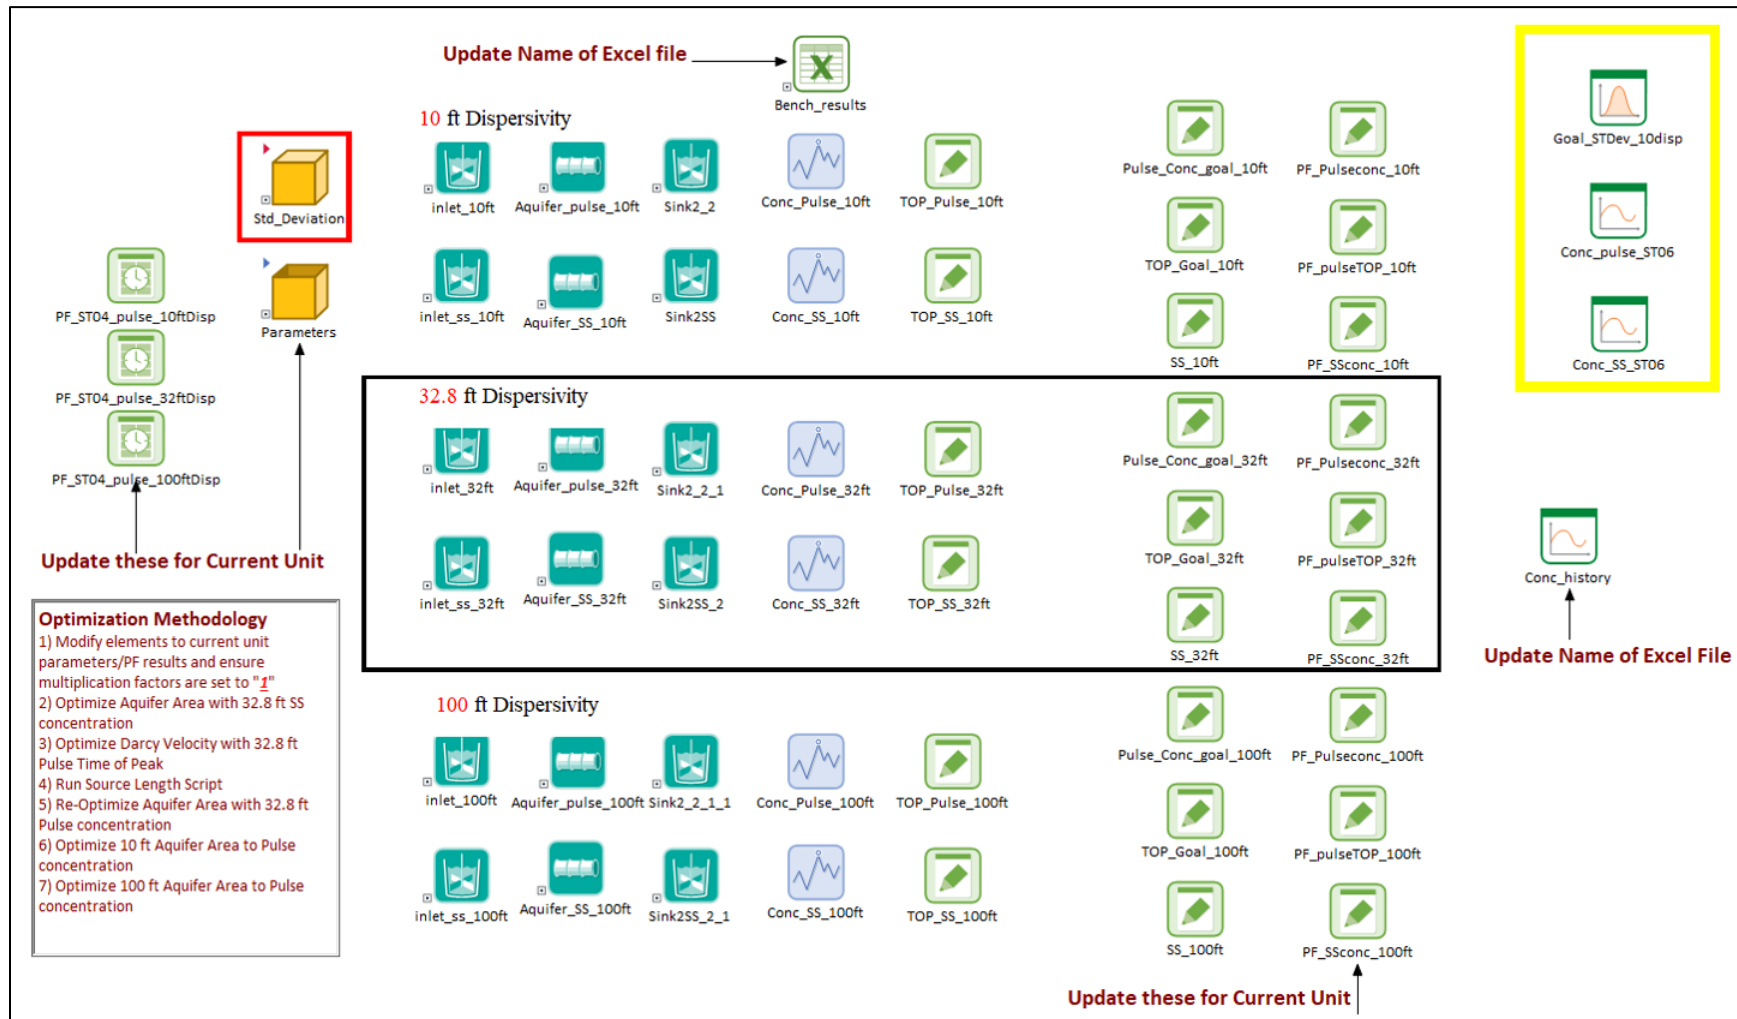 Update Name of Excel file
Bench_results
10 ft Dispersivity
Std_Deviation
inlet_10ft
Aquifer_pulse_10ft
Sink2_2
Conc_Pulse_10ft
TOP_Pulse_10ft
Pulse_Conc_goal_10ft
PF_Pulseconc_10ft
Goal_STDev_10disp
PF_ST04_pulse_10ftDisp
Parameters
inlet_ss_10ft
Aquifer_SS_10ft
Sink2SS
Conc_SS_10ft
TOP_SS_10ft
TOP_Goal_10ft
PF_pulseTOP_10ft
Conc_pulse_ST06
PF_ST04_pulse_32ftDisp
SS_10ft
PF_SSconc_10ft
Conc_SS_ST06
PF_ST04_pulse_100ftDisp
32.8 ft Dispersivity
inlet_32ft
Aquifer_pulse_32ft
Sink2_2_1
Conc_Pulse_32ft
TOP_Pulse_32ft
Pulse_Conc_goal_32ft
PF_Pulseconc_32ft
Update these for Current Unit
inlet_ss_32ft
Aquifer_SS_32ft
Sink2SS_2
Conc_SS_32ft
TOP_SS_32ft
TOP_Goal_32ft
PF_pulseTOP_32ft
Conc_history
SS_32ft
PF_SSconc_32ft
Update Name of Excel File
Optimization Methodology
1) Modify elements to current unit
parameters/PF results and ensure
multiplication factors are set to "1"
2) Optimize Aquifer Area with 32.8 ft SS
concentration
3) Optimize Darcy Velocity with 32.8 ft
Pulse Time of Peak
4) Run Source Length Script
5) Re-Optimize Aquifer Area with 32.8 ft
Pulse concentration
6) Optimize 10 ft Aquifer Area to Pulse
concentration
7) Optimize 100 ft Aquifer Area to Pulse
concentration
100 ft Dispersivity
inlet_100ft
Aquifer_pulse_100ft
Sink2_2_1_1
Conc_Pulse_100ft
TOP_Pulse_100ft
Pulse_Conc_goal_100ft
PF_Pulseconc_100ft
inlet_ss_100ft
Aquifer_SS_100ft
Sink2SS_2_1
Conc_SS_100ft
TOP_SS_100ft
TOP_Goal_100ft
PF_pulseTOP_100ft
SS_100ft
PF_SSconc_100ft
Update these for Current Unit